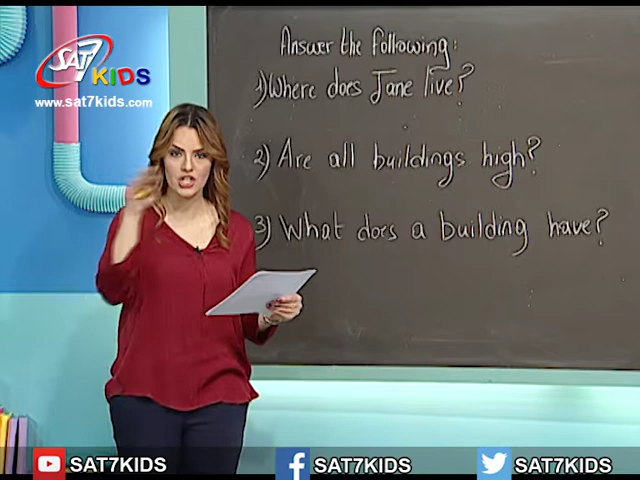 SAT7
KIDS
www.sat7kids.com
Answer the following:
1) Where does Jane live?
2) Are all buildings high?
3) What does a building have?
SAT7KIDS
SAT7KIDS
SAT7KIDS